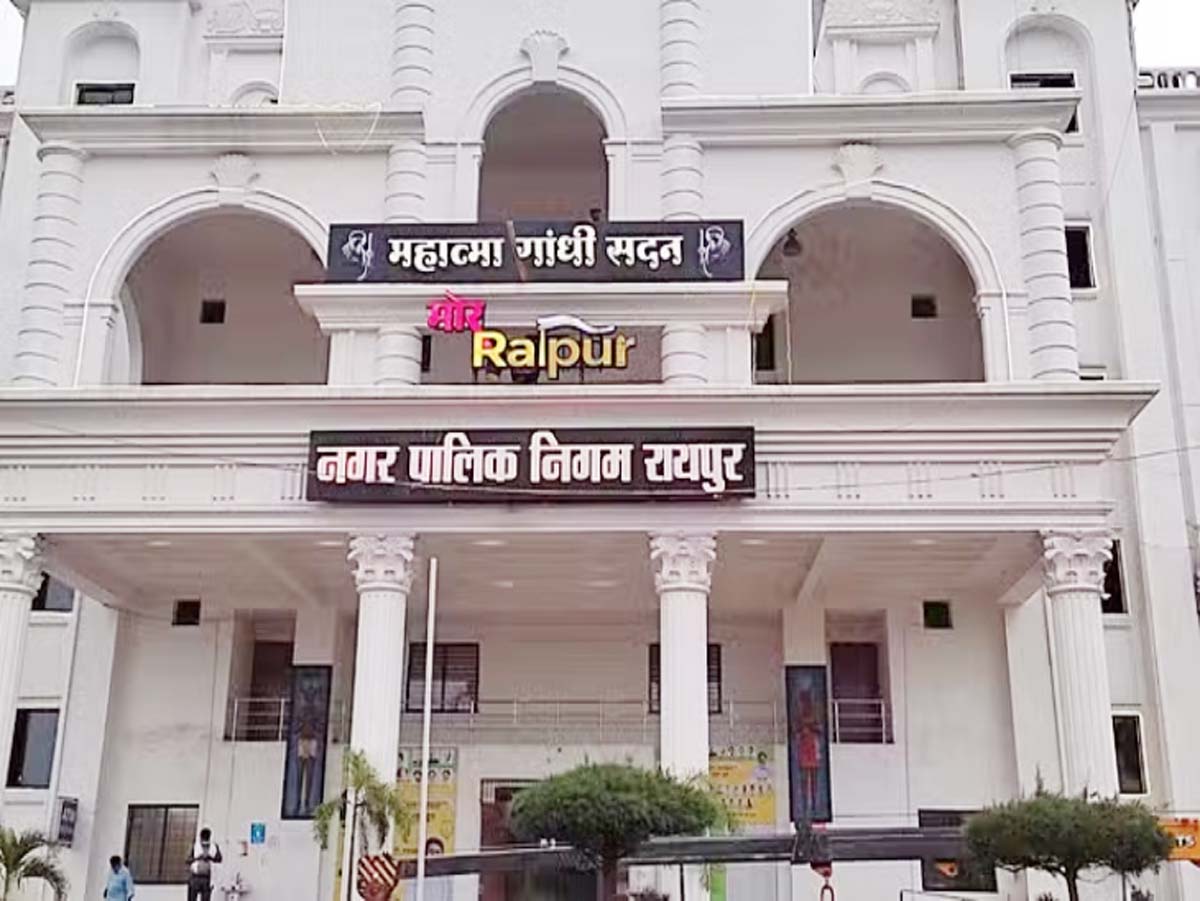 महात्मा गांधी सदन
मोर
Raipur
नगर पालिक निगम रायपुर